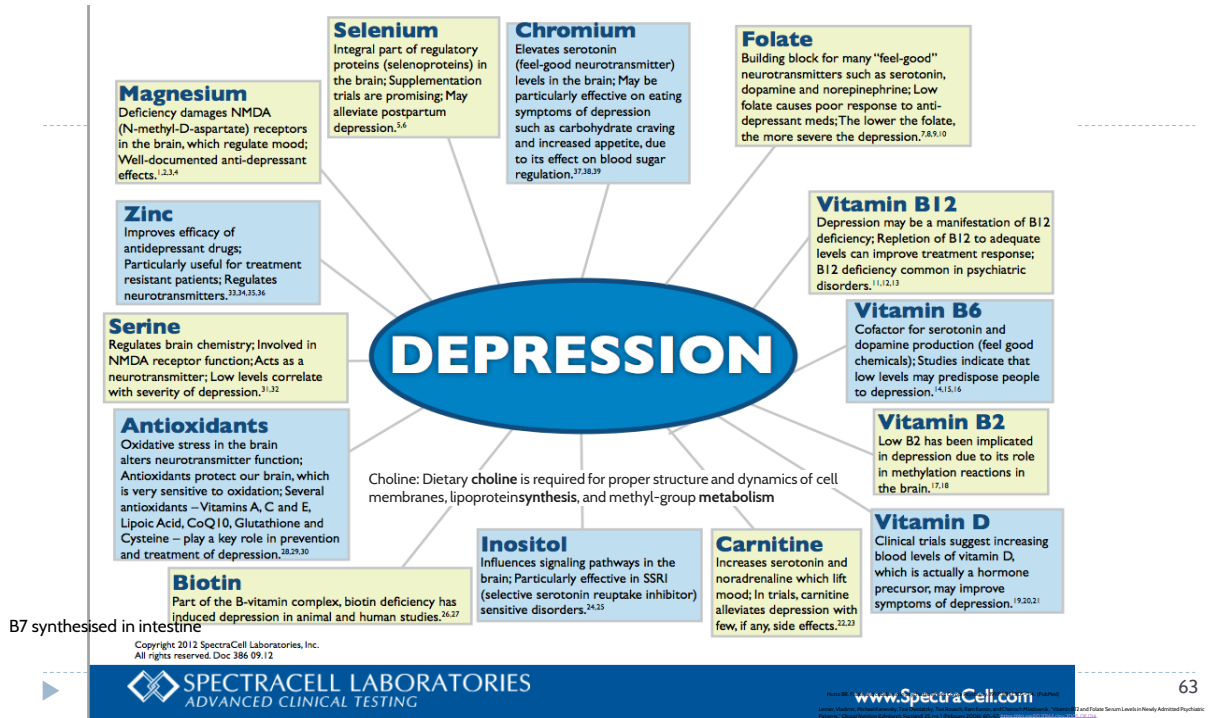 Magnesium
Deficiency damages NMDA
(N-methyl-D-aspartate) receptors
in the brain, which regulate mood;
Well-documented anti-depressant
effects.1,2,3,4
Selenium
Integral part of regulatory
proteins (selenoproteins) in
the brain; Supplementation
trials are promising; May
alleviate postpartum
depression.5,6
Chromium
Elevates serotonin
(feel-good neurotransmitter)
levels in the brain; May be
particularly effective on eating
symptoms of depression
such as carbohydrate craving
and increased appetite, due
to its effect on blood sugar
regulation.37,38,39
Folate
Building block for many “feel-good”
neurotransmitters such as serotonin,
dopamine and norepinephrine; Low
folate causes poor response to anti-
depressant meds; The lower the folate,
the more severe the depression.7,8,9,10
Zinc
Improves efficacy of
antidepressant drugs;
Particularly useful for treatment
resistant patients; Regulates
neurotransmitters.33,34,35,36
Vitamin B12
Depression may be a manifestation of B12
deficiency; Repletion of B12 to adequate
levels can improve treatment response;
B12 deficiency common in psychiatric
disorders.11,12,13
Serine
Regulates brain chemistry; Involved in
NMDA receptor function; Acts as a
neurotransmitter; Low levels correlate
with severity of depression.31,32
DEPRESSION
Vitamin B6
Cofactor for serotonin and
dopamine production (feel good
chemicals); Studies indicate that
low levels may predispose people
to depression.14,15,16
Antioxidants
Oxidative stress in the brain
alters neurotransmitter function;
Antioxidants protect our brain, which
is very sensitive to oxidation; Several
antioxidants – Vitamins A, C and E,
Lipoic Acid, CoQ10, Glutathione and
Cysteine – play a key role in prevention
and treatment of depression.28,29,30
Vitamin B2
Low B2 has been implicated
in depression due to its role
in methylation reactions in
the brain.17,18
Choline: Dietary choline is required for proper structure and dynamics of cell
membranes, lipoproteinsynthesis, and methyl-group metabolism
Biotin
Part of the B-vitamin complex, biotin deficiency has
induced depression in animal and human studies.26,27
Inositol
Influences signaling pathways in the
brain; Particularly effective in SSRI
(selective serotonin reuptake inhibitor)
sensitive disorders.24,25
Carnitine
Increases serotonin and
noradrenaline which lift
mood; In trials, carnitine
alleviates depression with
few, if any, side effects.22,23
Vitamin D
Clinical trials suggest increasing
blood levels of vitamin D,
which is actually a hormone
precursor, may improve
symptoms of depression.19,20,21
B7 synthesised in intestine
Copyright 2012 SpectraCell Laboratories, Inc.
All rights reserved. Doc 386 09.12
SPECTRACELL LABORATORIES
ADVANCED CLINICAL TESTING
www.SpectraCell.com
63